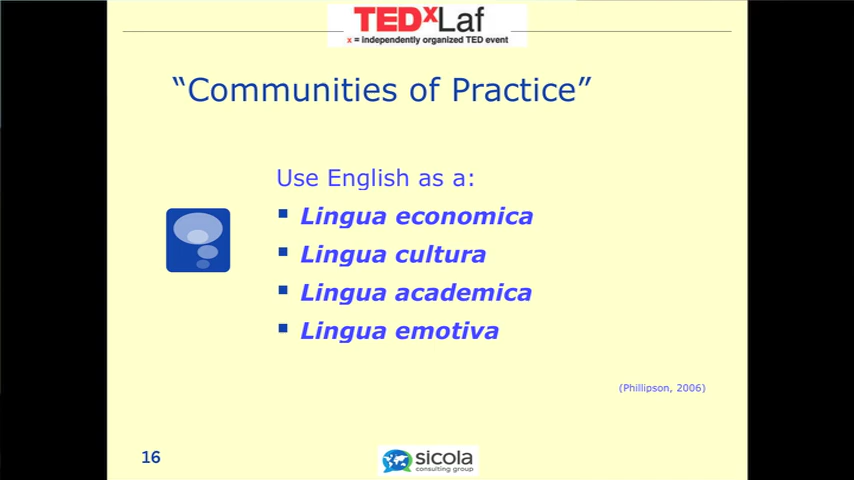 TEDxLaf
x = independently organized TED event
“Communities of Practice”
Use English as a:
Lingua economica
Lingua cultura
Lingua academica
Lingua emotiva
(Phillipson, 2006)
16
sicola
consulting group